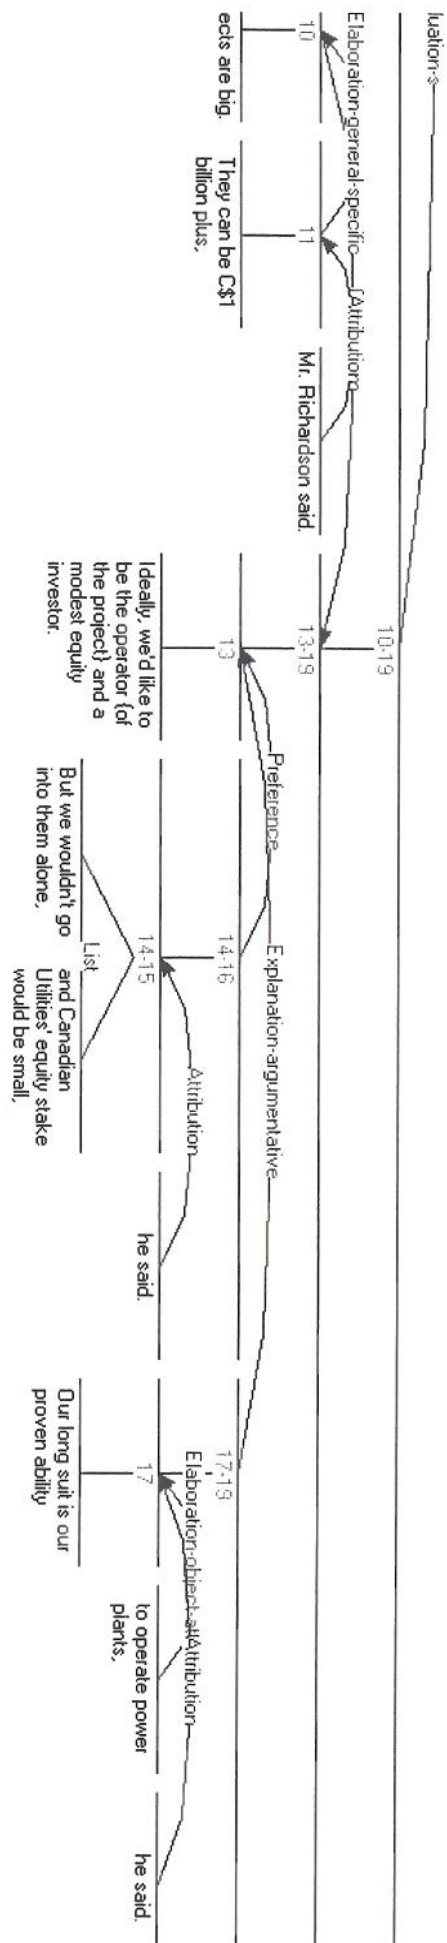 luation-s
10-19
Elaboration-general-specific
[Attribution
10
11
Mr. Richardson said.
13-19
ects are big.
They can be C$1
billion plus,
Preference
Explanation-argumentative
13
14-16
17-19
Ideally, we'd like to
be the operator {of
the project} and a
modest equity
investor.
Attribution
14-15
he said.
Elaboration-object-att
Attribution
17
to operate power
plants,
he said.
List
But we wouldn't go
into them alone,
and Canadian
Utilities' equity stake
would be small,
Our long suit is our
proven ability